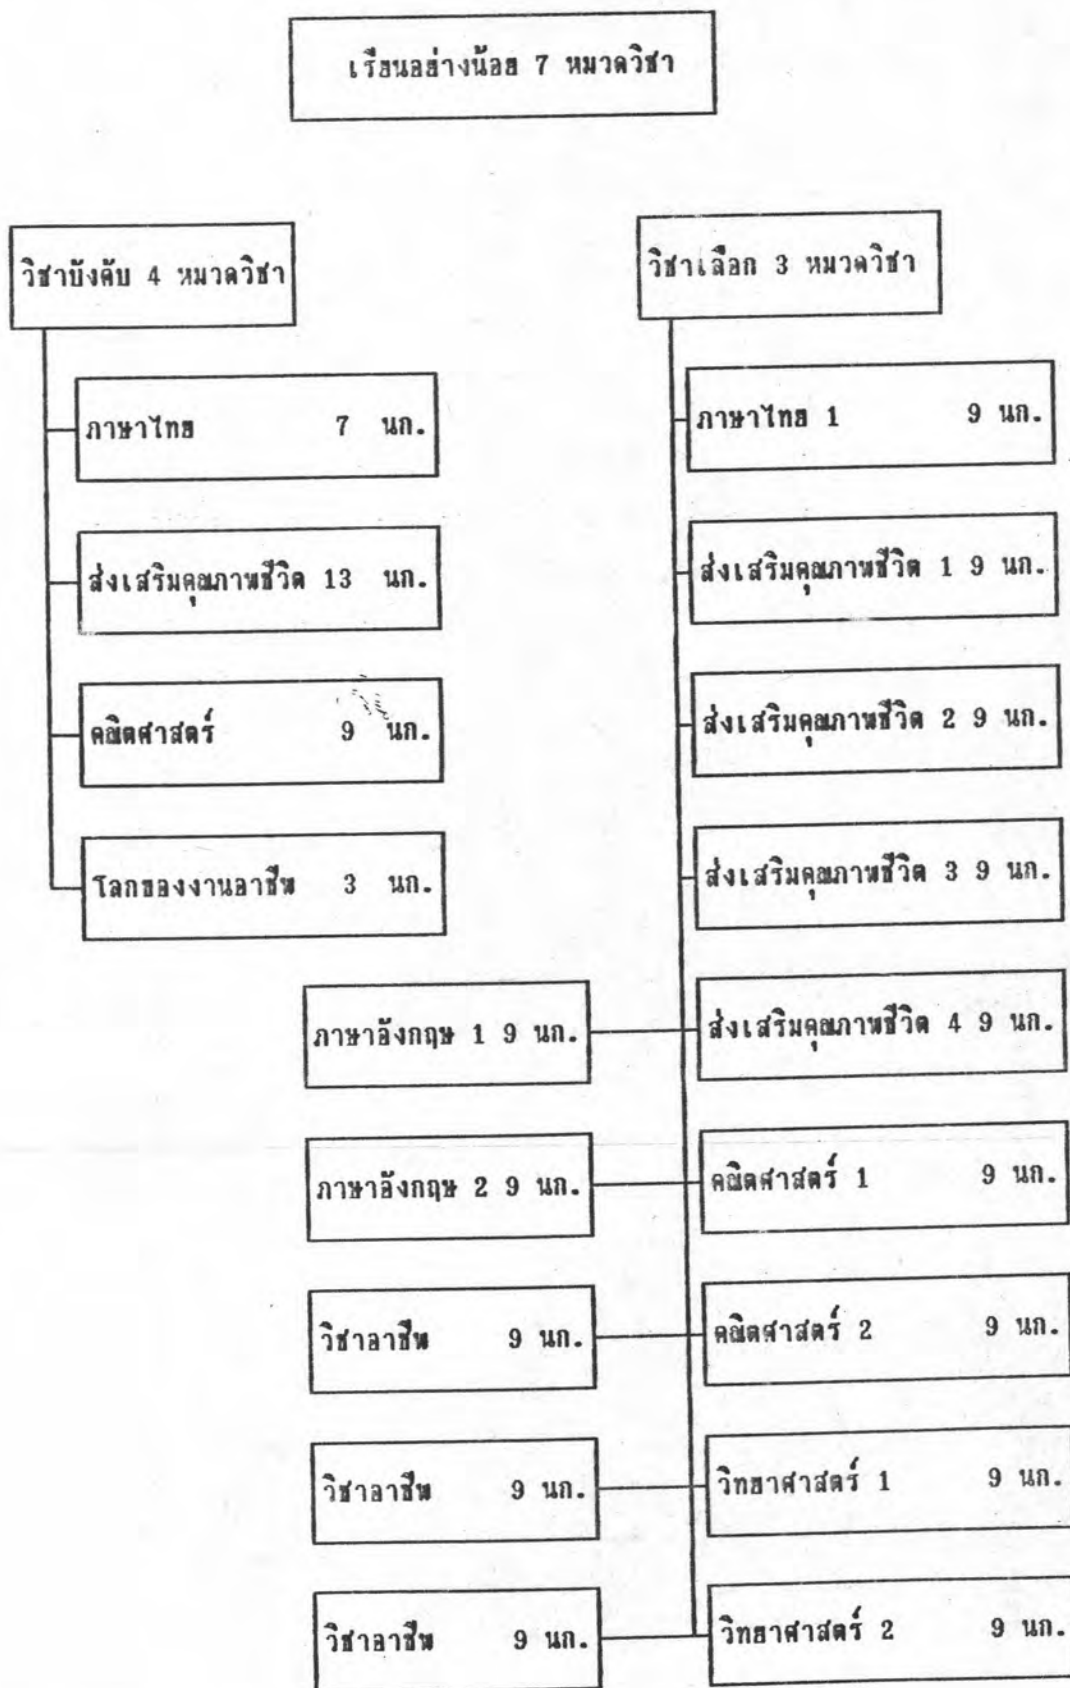 เรียนอย่างน้อย 7 หมวดวิชา
วิชาบังคับ 4 หมวดวิชา
ภาษาไทย 7 นก.
ส่งเสริมคุณภาพชีวิต 13 นก.
คณิตศาสตร์ 9 นก.
โลกของงานอาชีพ 3 นก.
วิชาเลือก 3 หมวดวิชา
ภาษาไทย 1 9 นก.
ส่งเสริมคุณภาพชีวิต 1 9 นก.
ส่งเสริมคุณภาพชีวิต 2 9 นก.
ส่งเสริมคุณภาพชีวิต 3 9 นก.
ภาษาอังกฤษ 1 9 นก.
ส่งเสริมคุณภาพชีวิต 4 9 นก.
ภาษาอังกฤษ 2 9 นก.
คณิตศาสตร์ 1 9 นก.
วิชาอาชีพ 9 นก.
คณิตศาสตร์ 2 9 นก.
วิชาอาชีพ 9 นก.
วิทยาศาสตร์ 1 9 นก.
วิชาอาชีพ 9 นก.
วิทยาศาสตร์ 2 9 นก.